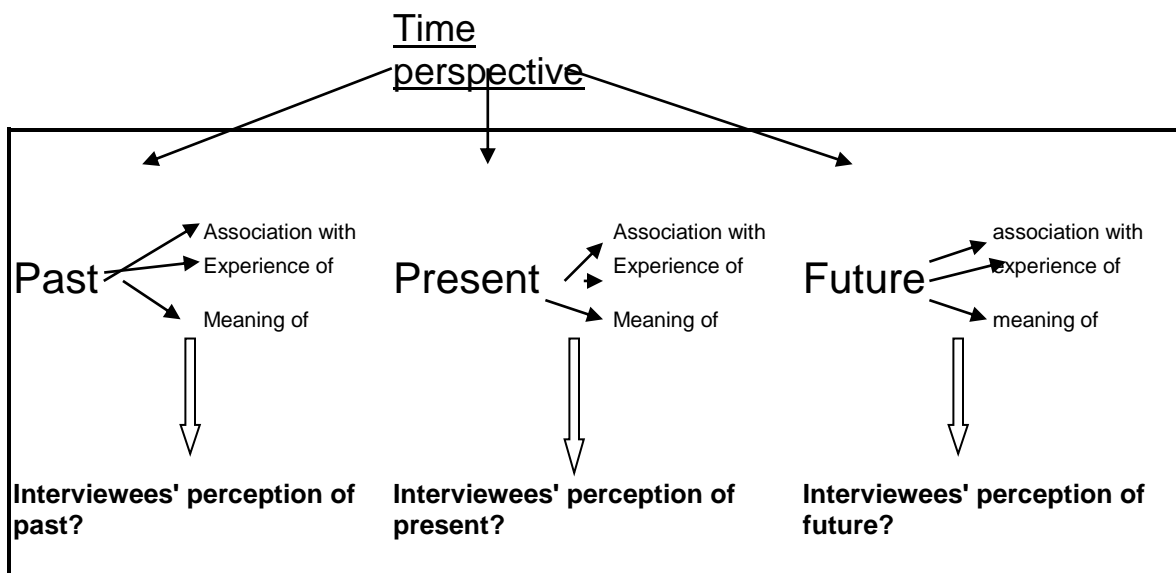 Time
perspective
Association with
Experience of
Past
Meaning of
Interviewees' perception of
past?
Association with
Experience of
Present
Meaning of
Interviewees' perception of
present?
association with
experience of
Future
meaning of
Interviewees' perception of
future?